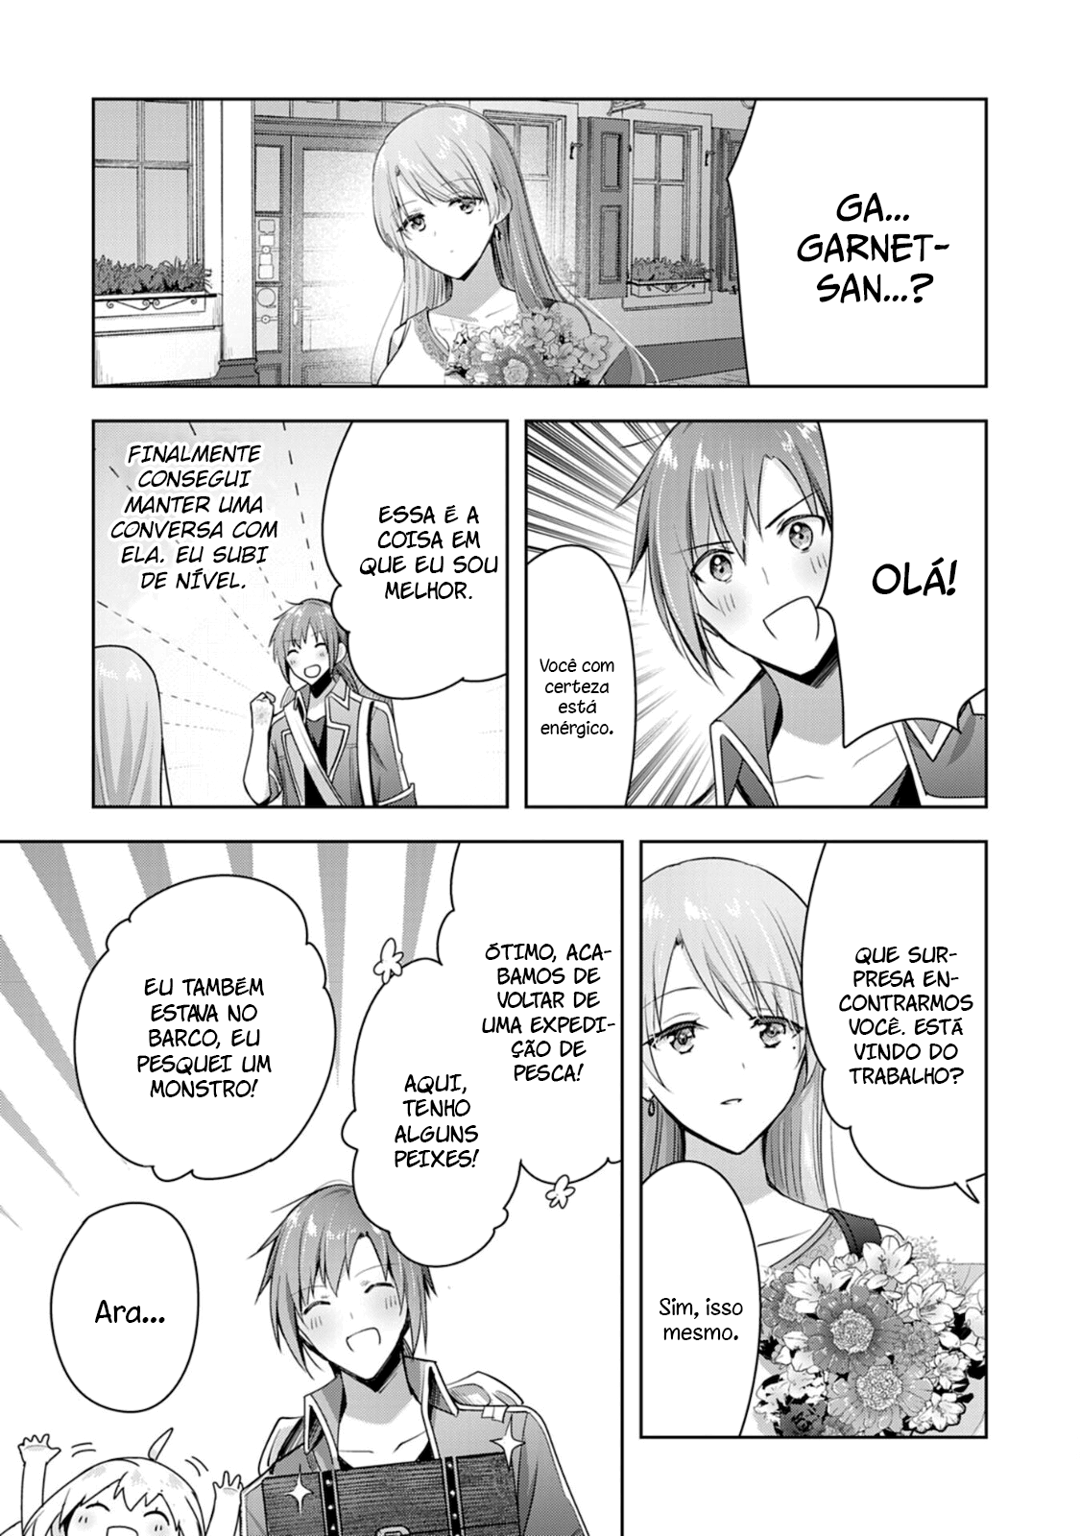 GA...
GARNET-
SAN...?
OLÁ!
Você com
certeza
está
enérgico.
ESSA É A
COISA EM
QUE EU SOU
MELHOR.
FINALMENTE
CONSEGUI
MANTER UMA
CONVERSA COM
ELA. EU SUBI
DE NÍVEL.
QUE SUR-
PRESA EN-
CONTRARMOS
VOCÊ. ESTÁ
VINDO DO
TRABALHO?
Sim, isso
mesmo.
ÓTIMO, ACA-
BAMOS DE
VOLTAR DE
UMA EXPEDI-
ÇÃO DE
PESCA!
AQUI,
TENHO
ALGUNS
PEIXES!
EU TAMBÉM
ESTAVA NO
BARCO, EU
PESQUEI UM
MONSTRO!
Ara...